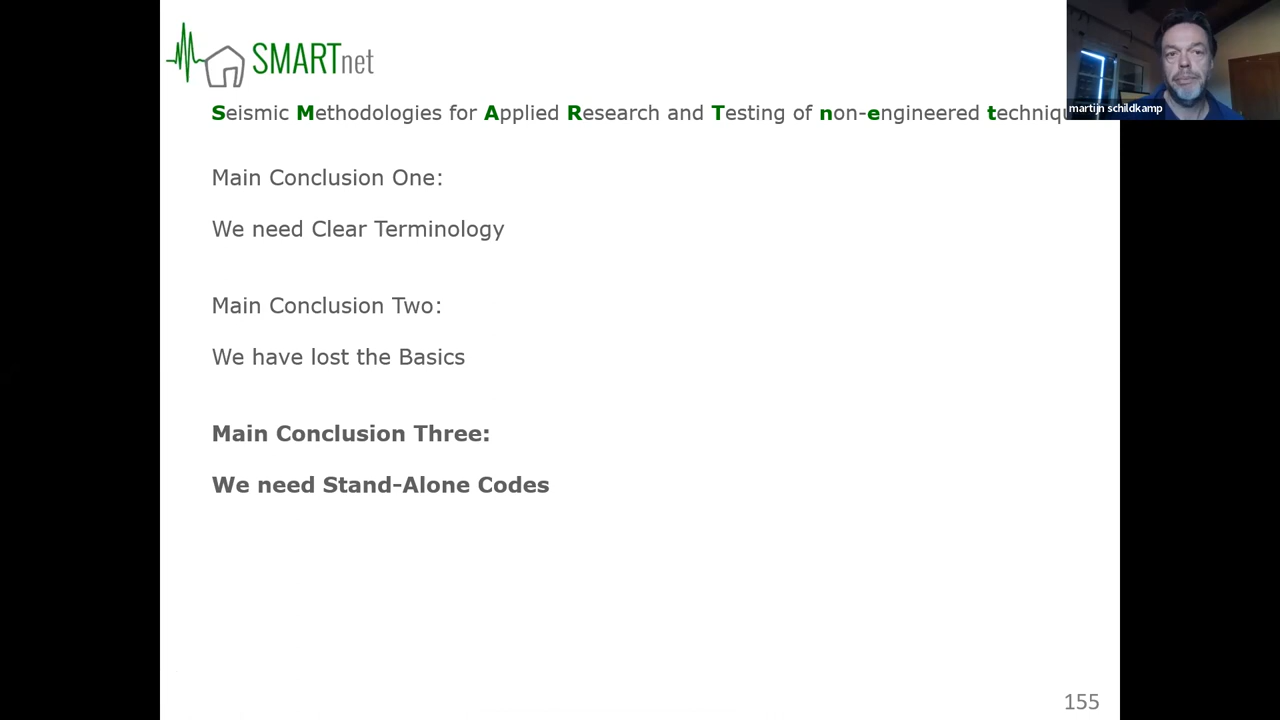 SMARTnet
martijn schildkamp
Seismic Methodologies for Applied Research and Testing of non-engineered techniqu
Main Conclusion One:
We need Clear Terminology
Main Conclusion Two:
We have lost the Basics
Main Conclusion Three:
We need Stand-Alone Codes
155